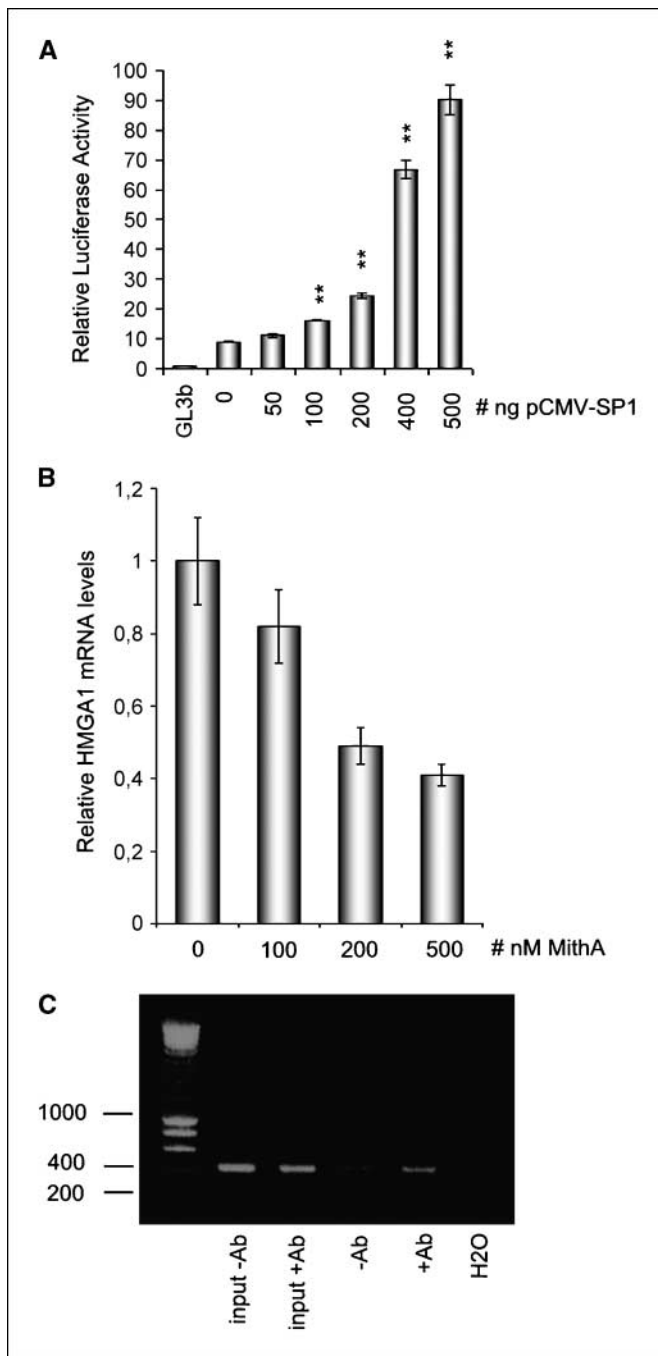 A
Relative Luciferase Activity
100
90
80
70
60
50
40
30
20
10
0
**
**
**
**
GL3b
0
50
100
200
400
500
# ng pCMV-SP1
B
Relative HMGA1 mRNA levels
1,2
1
0,8
0,6
0,4
0,2
0
0
100
200
500
# nM MithA
C
1000
400
200
input -Ab
input +Ab
-Ab
+Ab
H2O